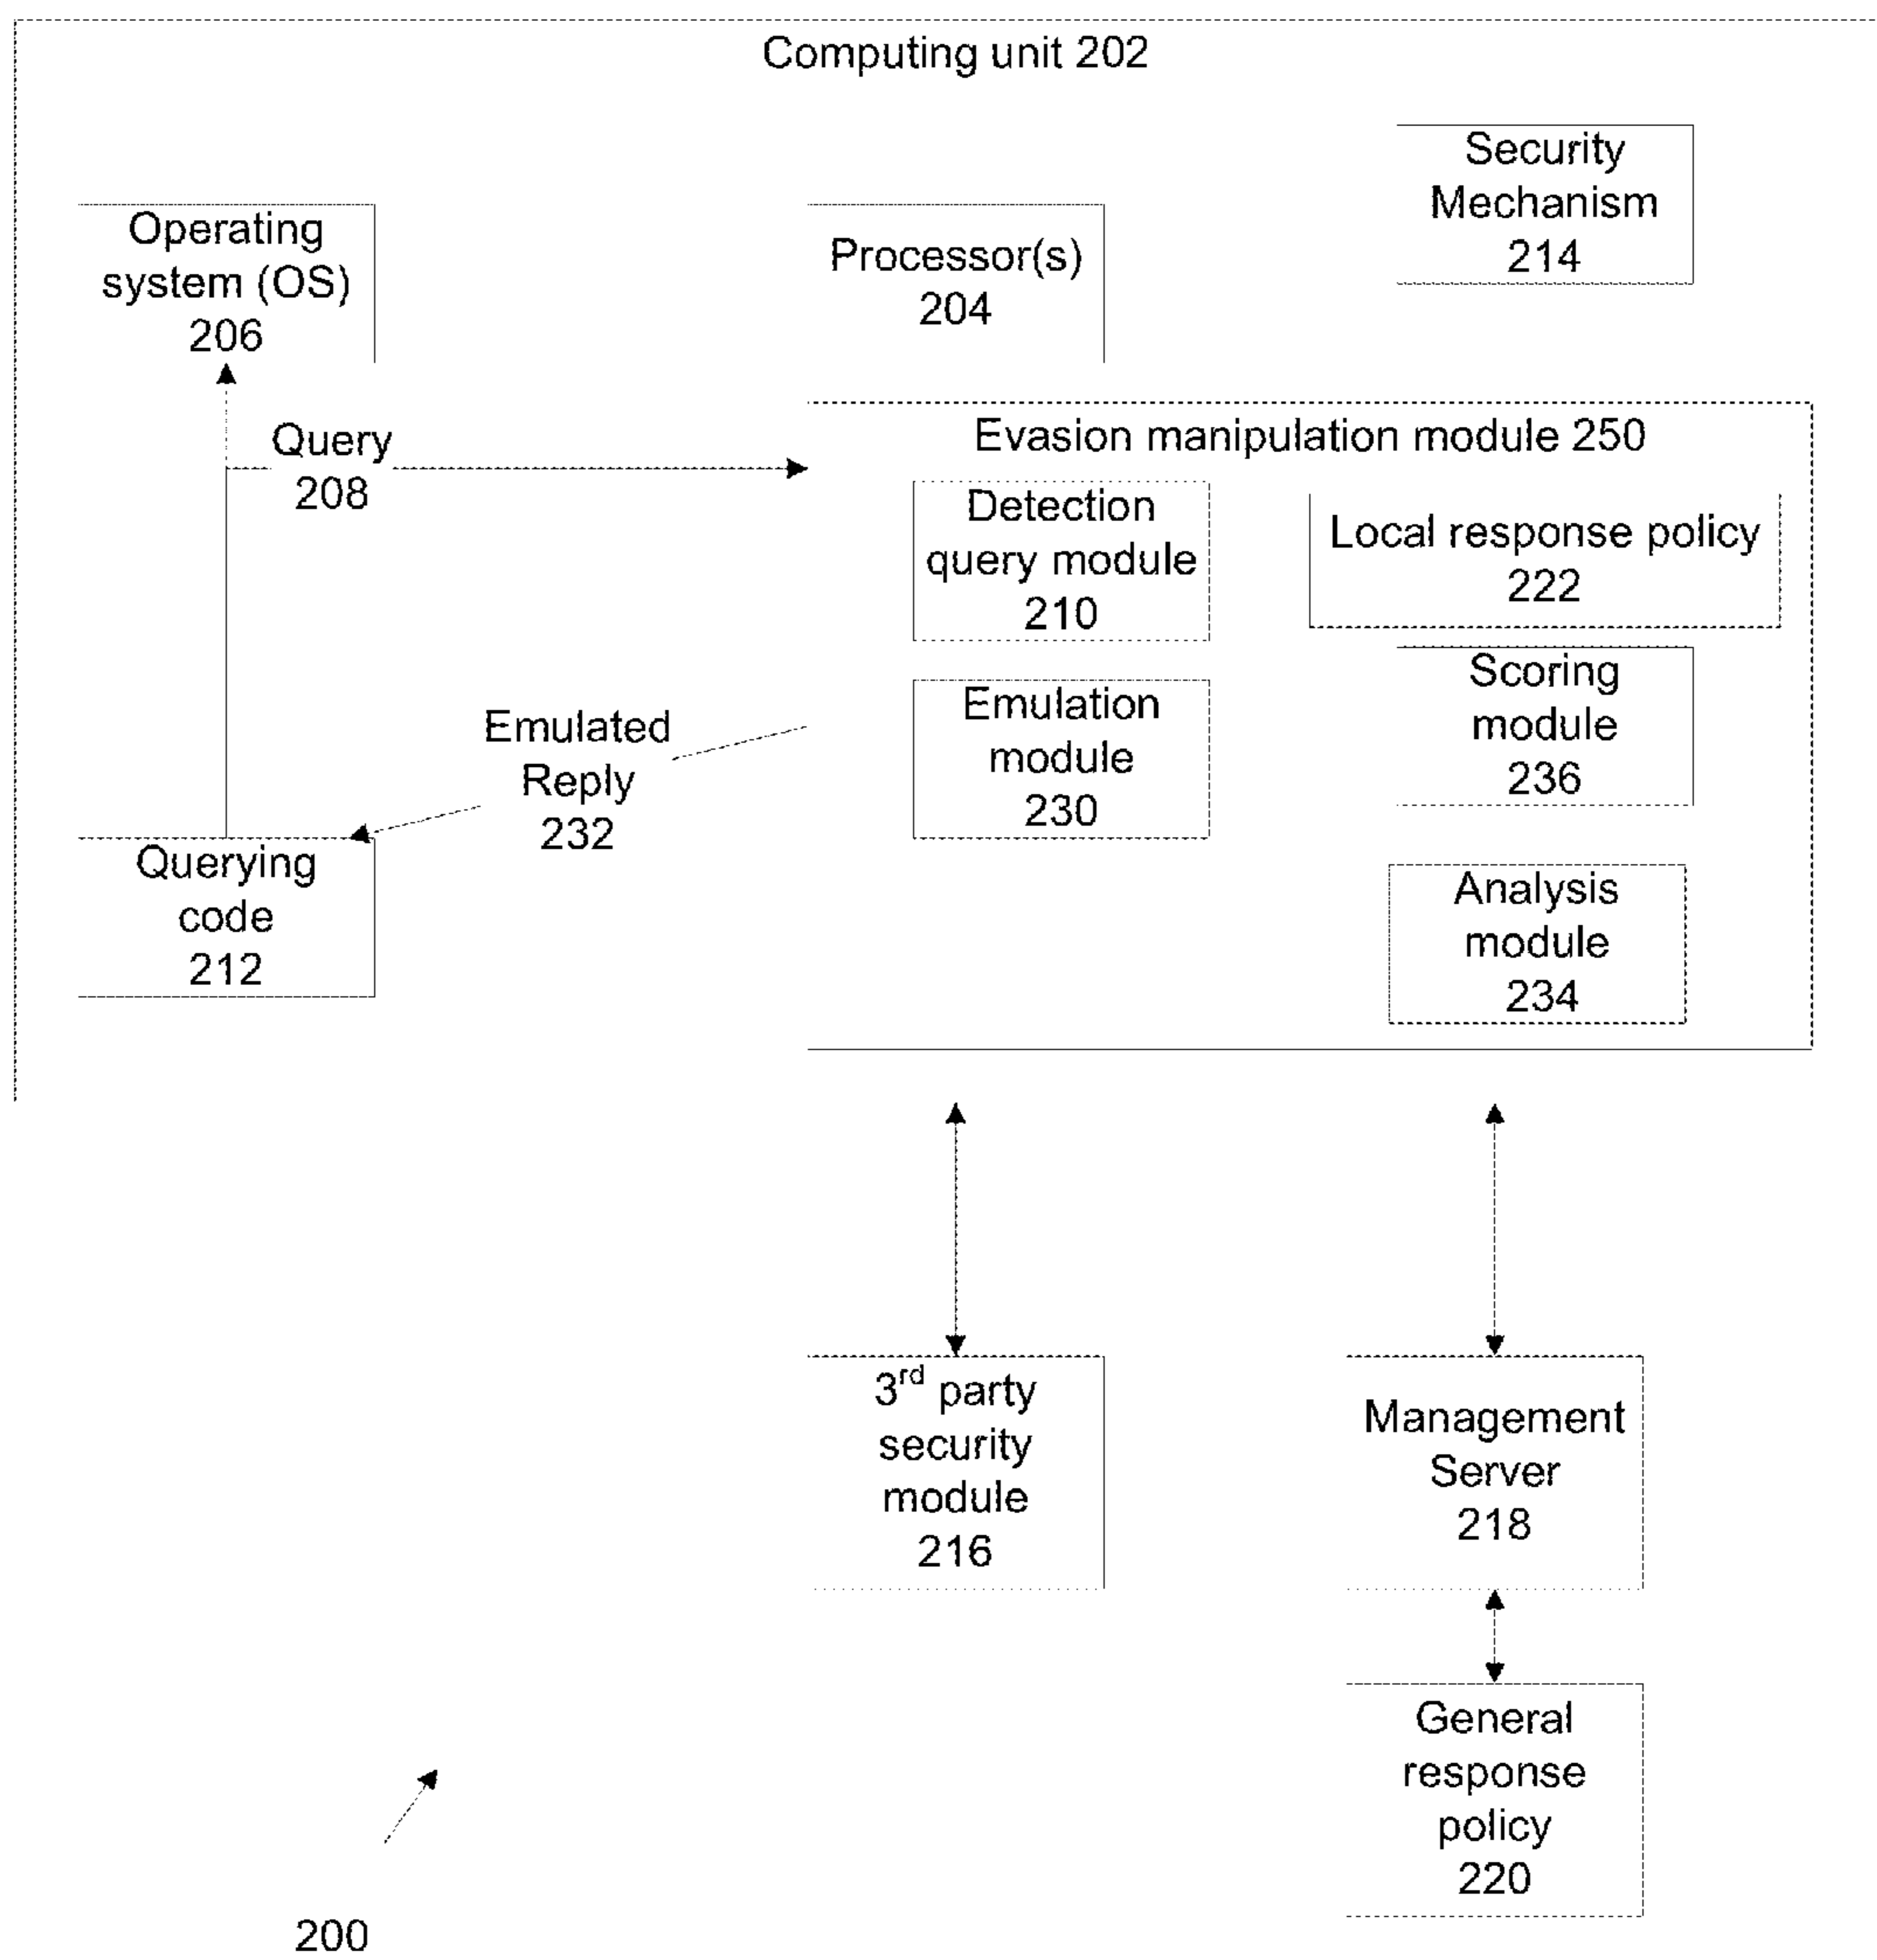 Computing unit 202
Security
Mechanism
214
Operating
system (OS)
206
Processor(s)
204
Query
208
Evasion manipulation module 250
Detection
query module
210
Local response policy
222
Emulated
Reply
232
Emulation
module
230
Scoring
module
236
Querying
code
212
Analysis
module
234
3rd party
security
module
216
Management
Server
218
General
response
policy
220
200